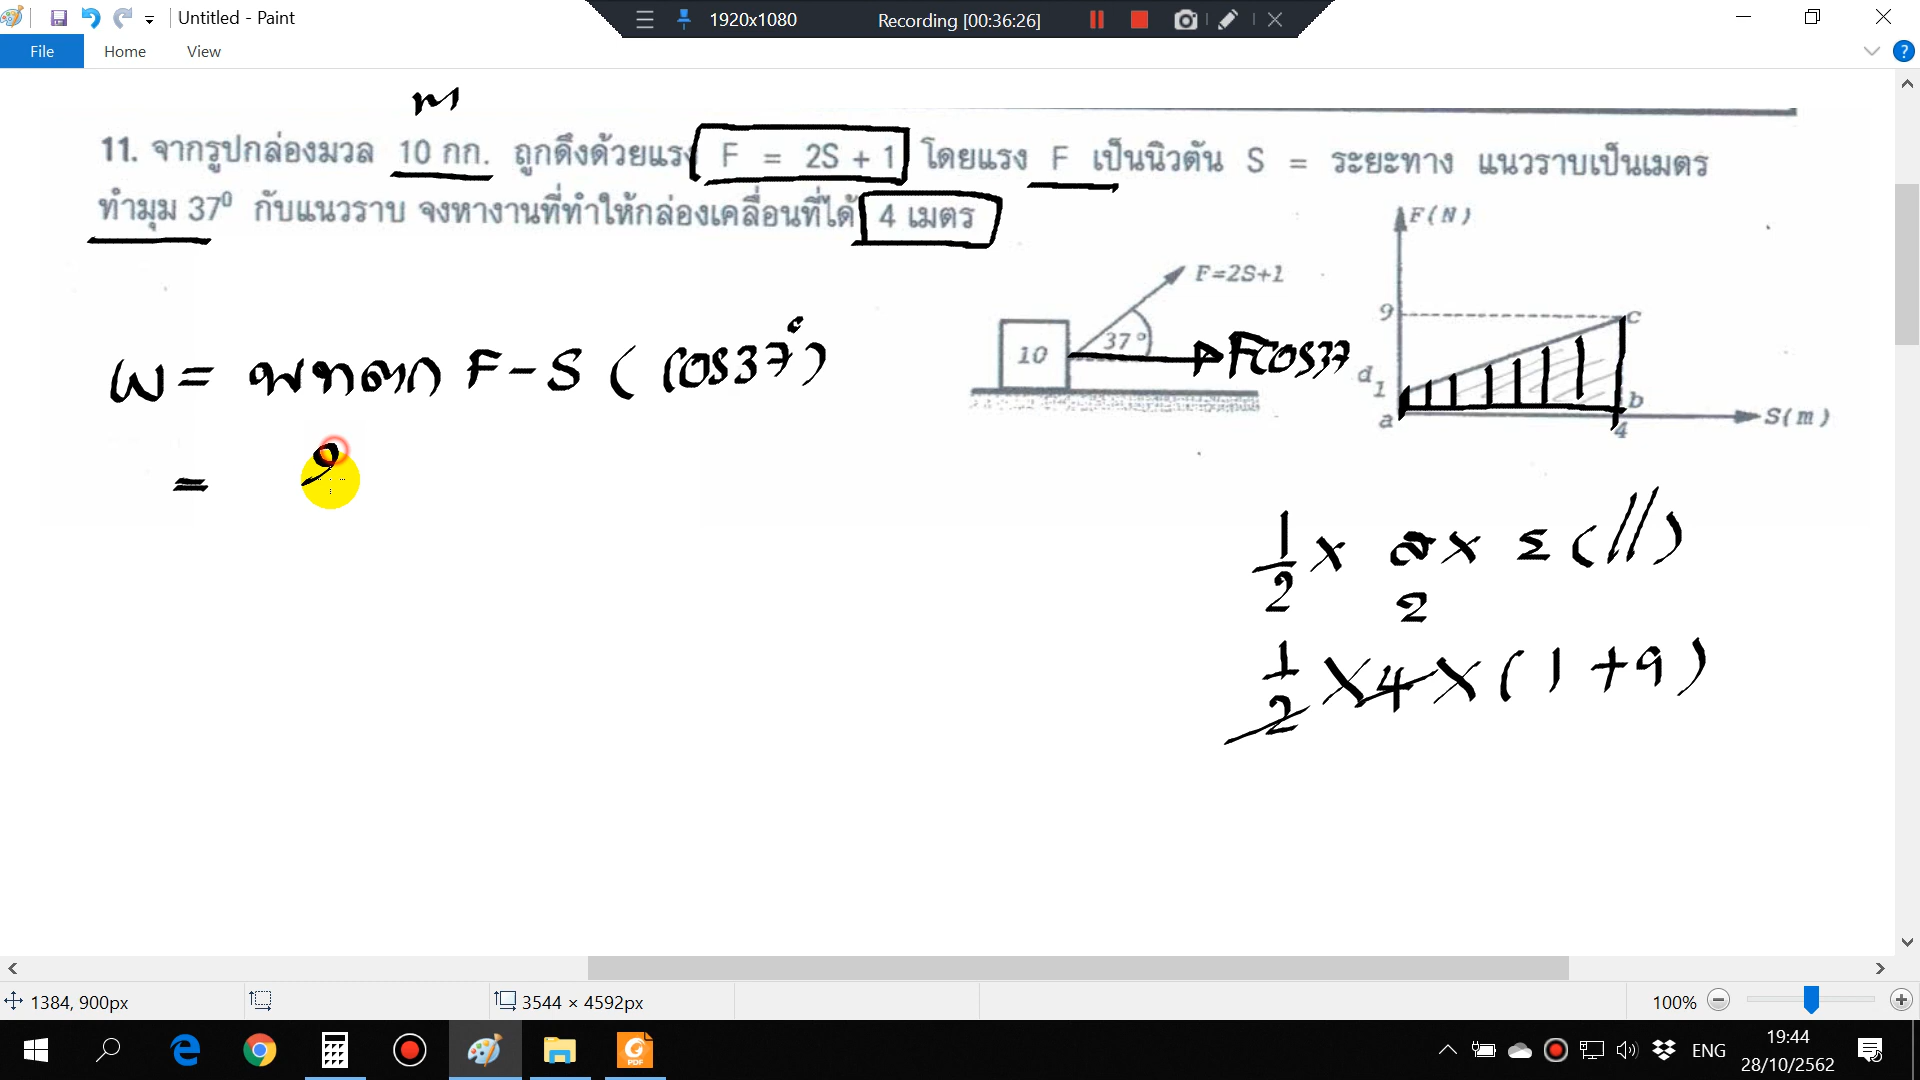 Untitled - Paint
1920x1080
Recording [00:36:26]
File
Home
View
m
11. จากรูปกล่องมวล 10 กก. ถูกดึงด้วยแรง F = 2S + 1 โดยแรง F เป็นนิวตัน S = ระยะทาง แนวราบเป็นเมตร
ทำมุม 37⁰ กับแนวราบ จงหางานที่ทำให้กล่องเคลื่อนที่ได้ 4 เมตร
F(N)
F=2S+1
9
c
37°
10
Fcos37
d
1
a
b
4
S(m)
W = พ.ท.ใต้ F-S (cos37°)
=
1/2 x ส x Σ(//)
2
1/2 x 4 x (1+9)
1384, 900px
3544 × 4592px
100%
PDF
ENG
19:44
28/10/2562